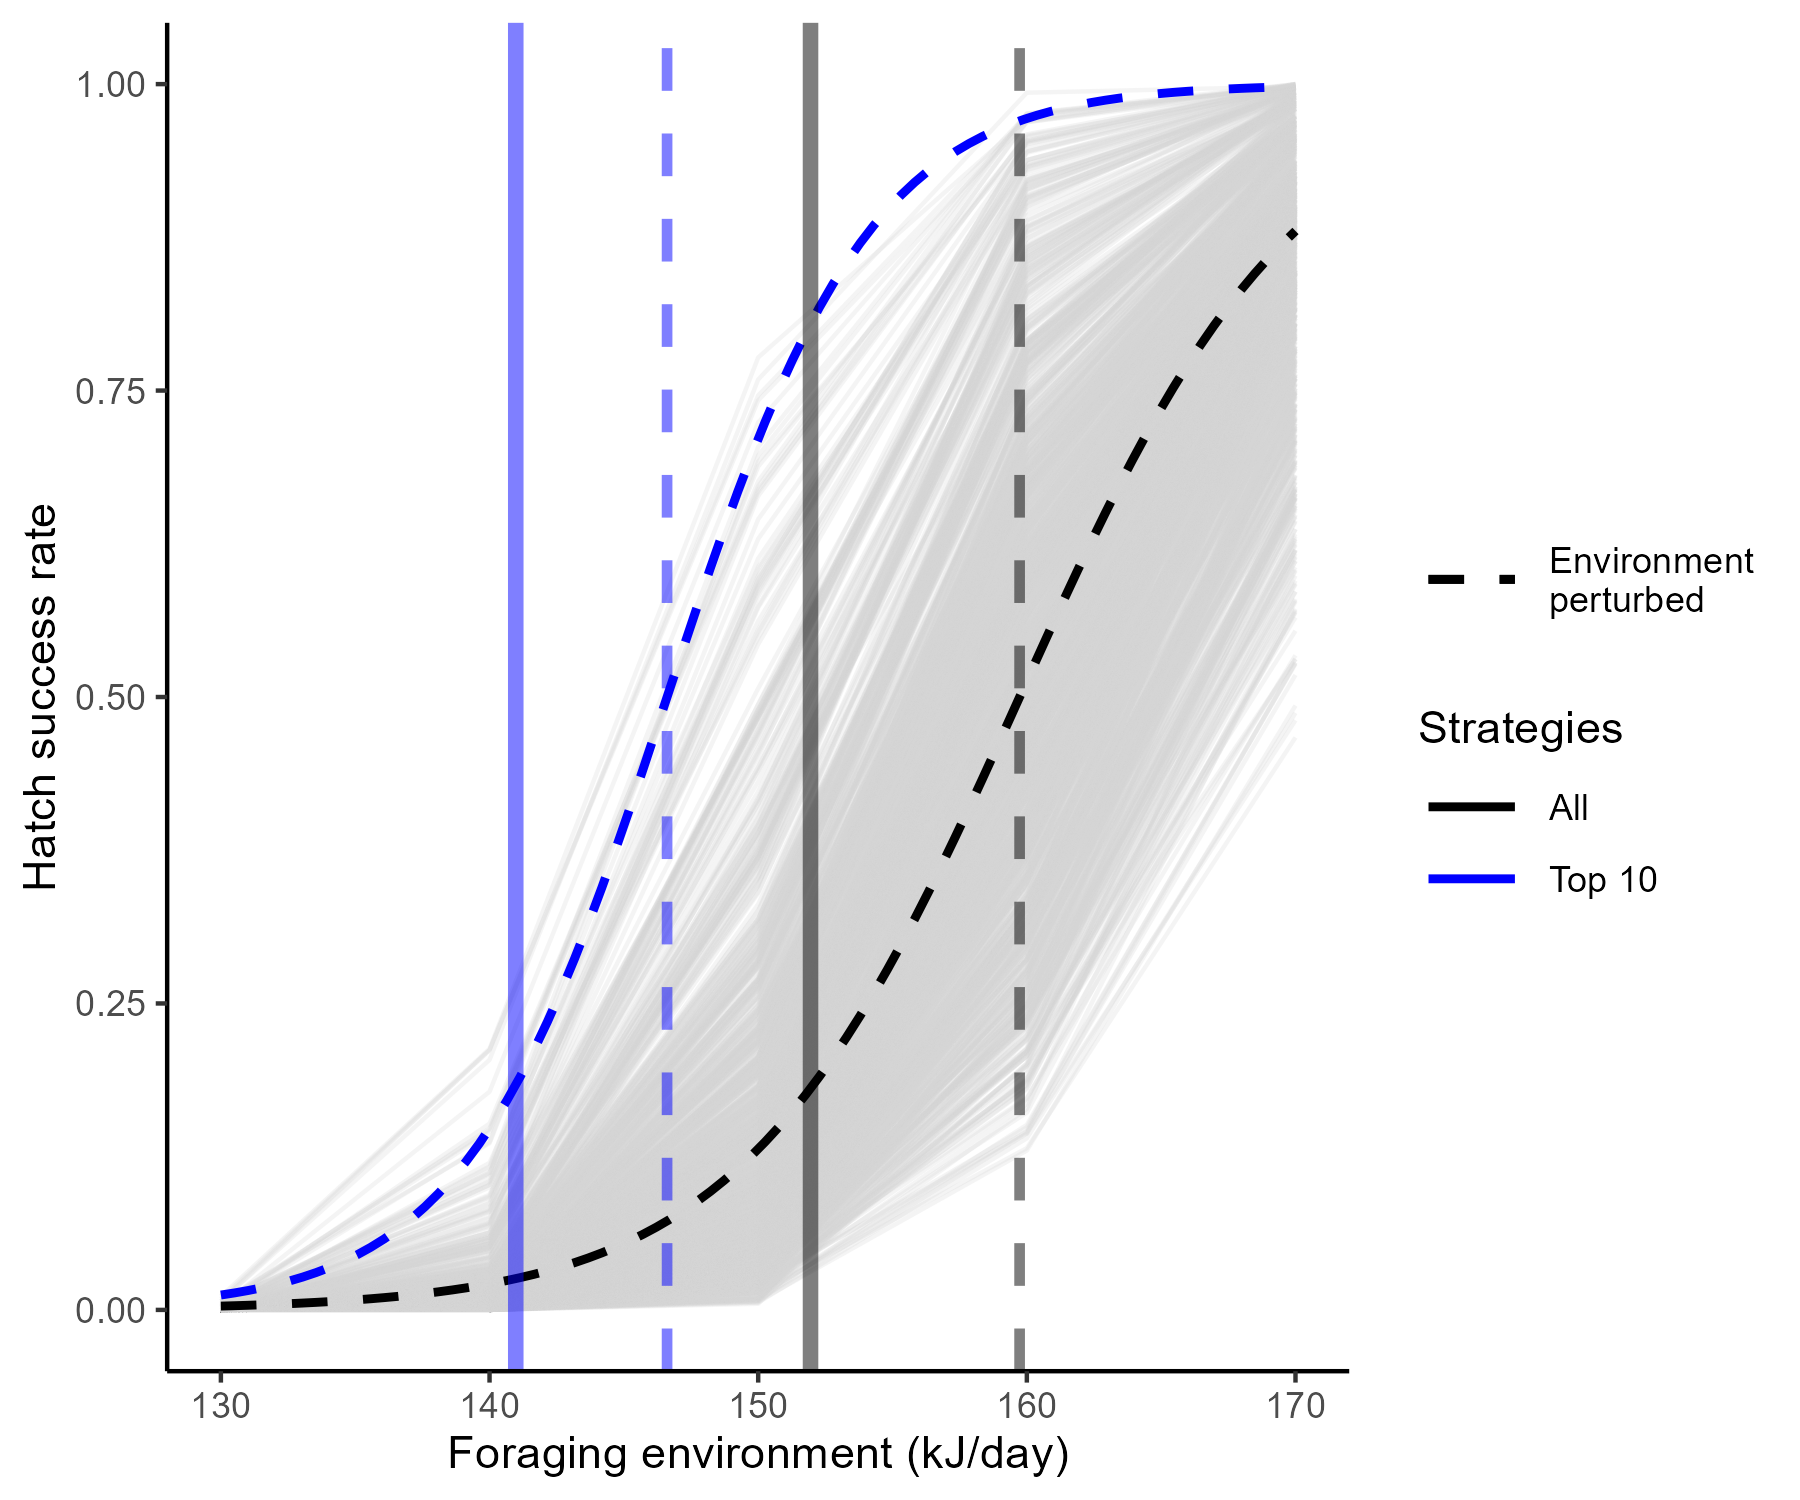 1.00
0.75
0.50
0.25
0.00
Hatch success rate
130 140 150 160 170
Foraging environment (kJ/day)
Environment
perturbed
Strategies
All
Top 10